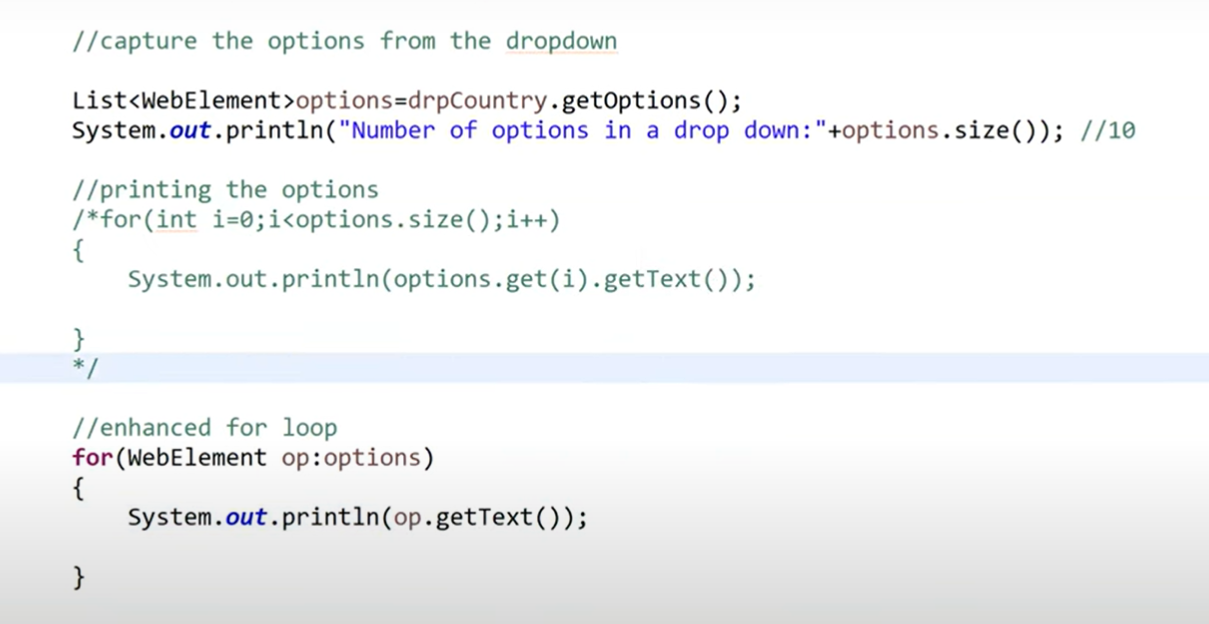 //capture the options from the dropdown
List<WebElement>options=drpCountry.getOptions();
System.out.println("Number of options in a drop down:"+options.size()); //10
//printing the options
/*for(int i=0;i<options.size();i++)
{
System.out.println(options.get(i).getText());
}
*/
//enhanced for loop
for(WebElement op:options)
{
System.out.println(op.getText());
}